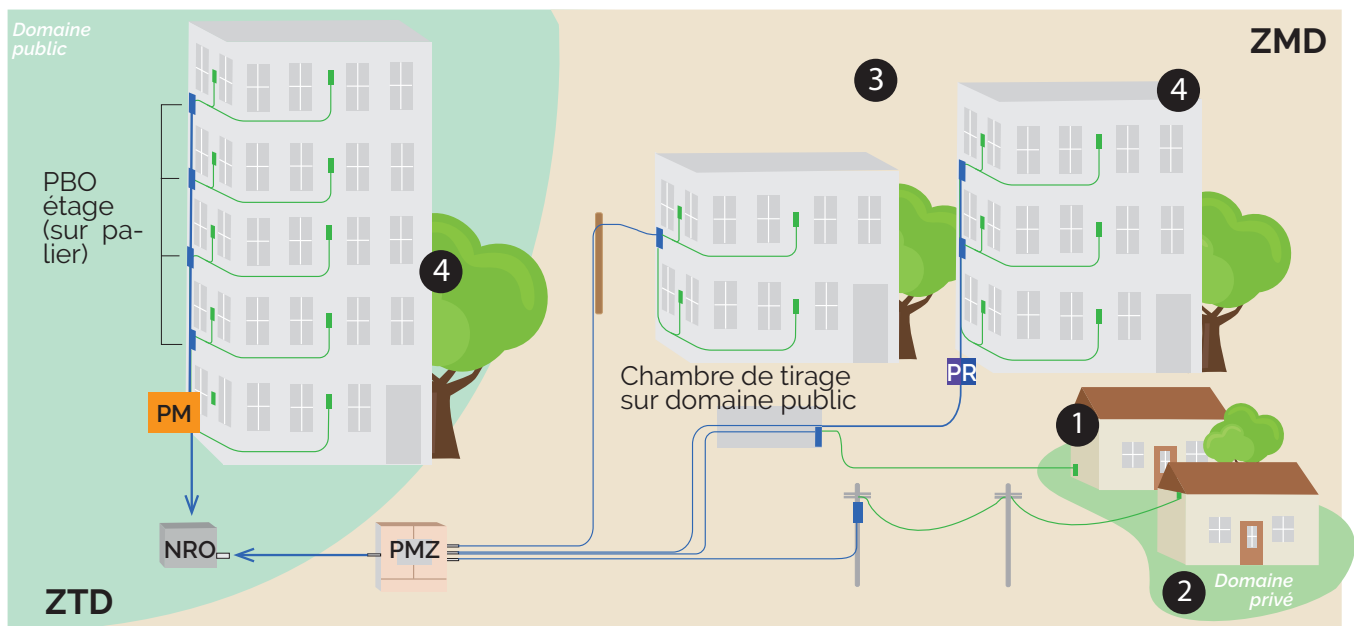 Domaine
public
ZMD
3
4
PBO
étage
(sur pa-
lier)
4
PR
Chambre de tirage
sur domaine public
PM
1
NRO
PMZ
2
Domaine
privé
ZTD